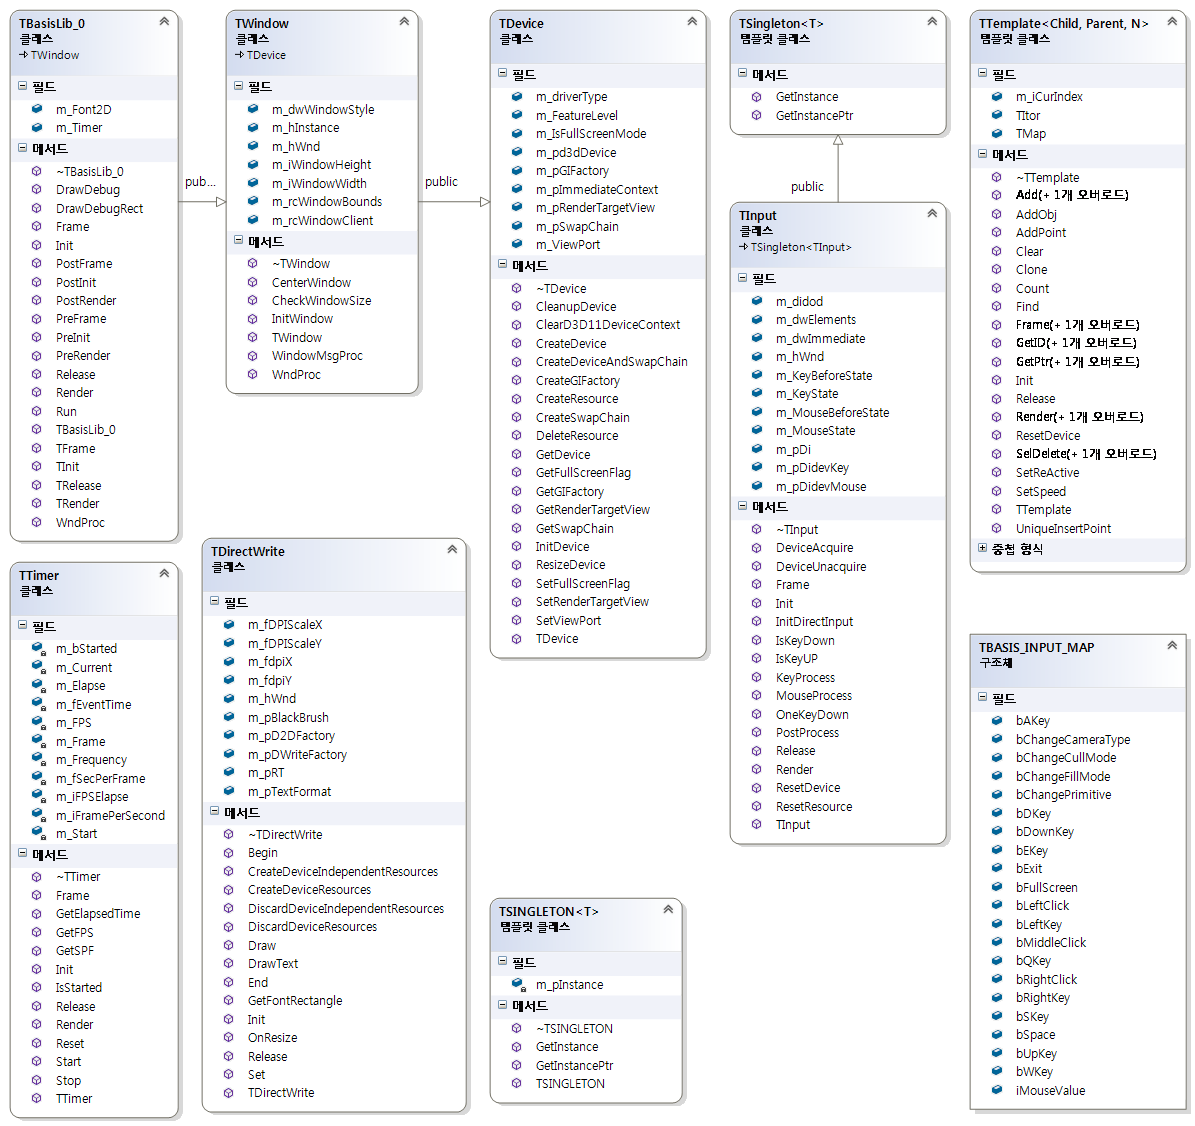 TBasisLib_0
클래스
TWindow
필드
m_Font2D
m_Timer
메서드
~TBasisLib_0
DrawDebug
DrawDebugRect
Frame
Init
PostFrame
PostInit
PostRender
PreFrame
PreInit
PreRender
Release
Render
Run
TBasisLib_0
TFrame
TInit
TRelease
TRender
WndProc
pub...
TWindow
클래스
TDevice
필드
m_dwWindowStyle
m_hInstance
m_hWnd
m_iWindowHeight
m_iWindowWidth
m_rcWindowBounds
m_rcWindowClient
메서드
~TWindow
CenterWindow
CheckWindowSize
InitWindow
TWindow
WindowMsgProc
WndProc
public
TDevice
클래스
필드
m_driverType
m_FeatureLevel
m_IsFullScreenMode
m_pd3dDevice
m_pGIFactory
m_pImmediateContext
m_pRenderTargetView
m_pSwapChain
m_ViewPort
메서드
~TDevice
CleanupDevice
ClearD3D11DeviceContext
CreateDevice
CreateDeviceAndSwapChain
CreateGIFactory
CreateResource
CreateSwapChain
DeleteResource
GetDevice
GetFullScreenFlag
GetGIFactory
GetRenderTargetView
GetSwapChain
InitDevice
ResizeDevice
SetFullScreenFlag
SetRenderTargetView
SetViewPort
TDevice
TSingleton<T>
템플릿 클래스
메서드
GetInstance
GetInstancePtr
public
TInput
클래스
TSingleton<TInput>
필드
m_didod
m_dwElements
m_dwImmediate
m_hWnd
m_KeyBeforeState
m_KeyState
m_MouseBeforeState
m_MouseState
m_pDi
m_pDidevKey
m_pDidevMouse
메서드
~TInput
DeviceAcquire
DeviceUnacquire
Frame
Init
InitDirectInput
IsKeyDown
IsKeyUP
KeyProcess
MouseProcess
OneKeyDown
PostProcess
Release
Render
ResetDevice
ResetResource
TInput
TTemplate<Child, Parent, N>
템플릿 클래스
필드
m_iCurIndex
TItor
TMap
메서드
~TTemplate
Add(+ 1개 오버로드)
AddObj
AddPoint
Clear
Clone
Count
Find
Frame(+ 1개 오버로드)
GetID(+ 1개 오버로드)
GetPtr(+ 1개 오버로드)
Init
Release
Render(+ 1개 오버로드)
ResetDevice
SelDelete(+ 1개 오버로드)
SetReActive
SetSpeed
TTemplate
UniqueInsertPoint
중첩 형식
TTimer
클래스
필드
m_bStarted
m_Current
m_Elapse
m_fEventTime
m_FPS
m_Frame
m_Frequency
m_fSecPerFrame
m_iFPSElapse
m_iFramePerSecond
m_Start
메서드
~TTimer
Frame
GetElapsedTime
GetFPS
GetSPF
Init
IsStarted
Release
Render
Reset
Start
Stop
TTimer
TDirectWrite
클래스
필드
m_fDPIScaleX
m_fDPIScaleY
m_fdpiX
m_fdpiY
m_hWnd
m_pBlackBrush
m_pD2DFactory
m_pDWriteFactory
m_pRT
m_pTextFormat
메서드
~TDirectWrite
Begin
CreateDeviceIndependentResources
CreateDeviceResources
DiscardDeviceIndependentResources
DiscardDeviceResources
Draw
DrawText
End
GetFontRectangle
Init
OnResize
Release
Set
TDirectWrite
TSINGLETON<T>
템플릿 클래스
필드
m_pInstance
메서드
~TSINGLETON
GetInstance
GetInstancePtr
TSINGLETON
TBASIS_INPUT_MAP
구조체
필드
bAKey
bChangeCameraType
bChangeCullMode
bChangeFillMode
bChangePrimitive
bDKey
bDownKey
bEKey
bExit
bFullScreen
bLeftClick
bLeftKey
bMiddleClick
bQKey
bRightClick
bRightKey
bSKey
bSpace
bUpKey
bWKey
iMouseValue